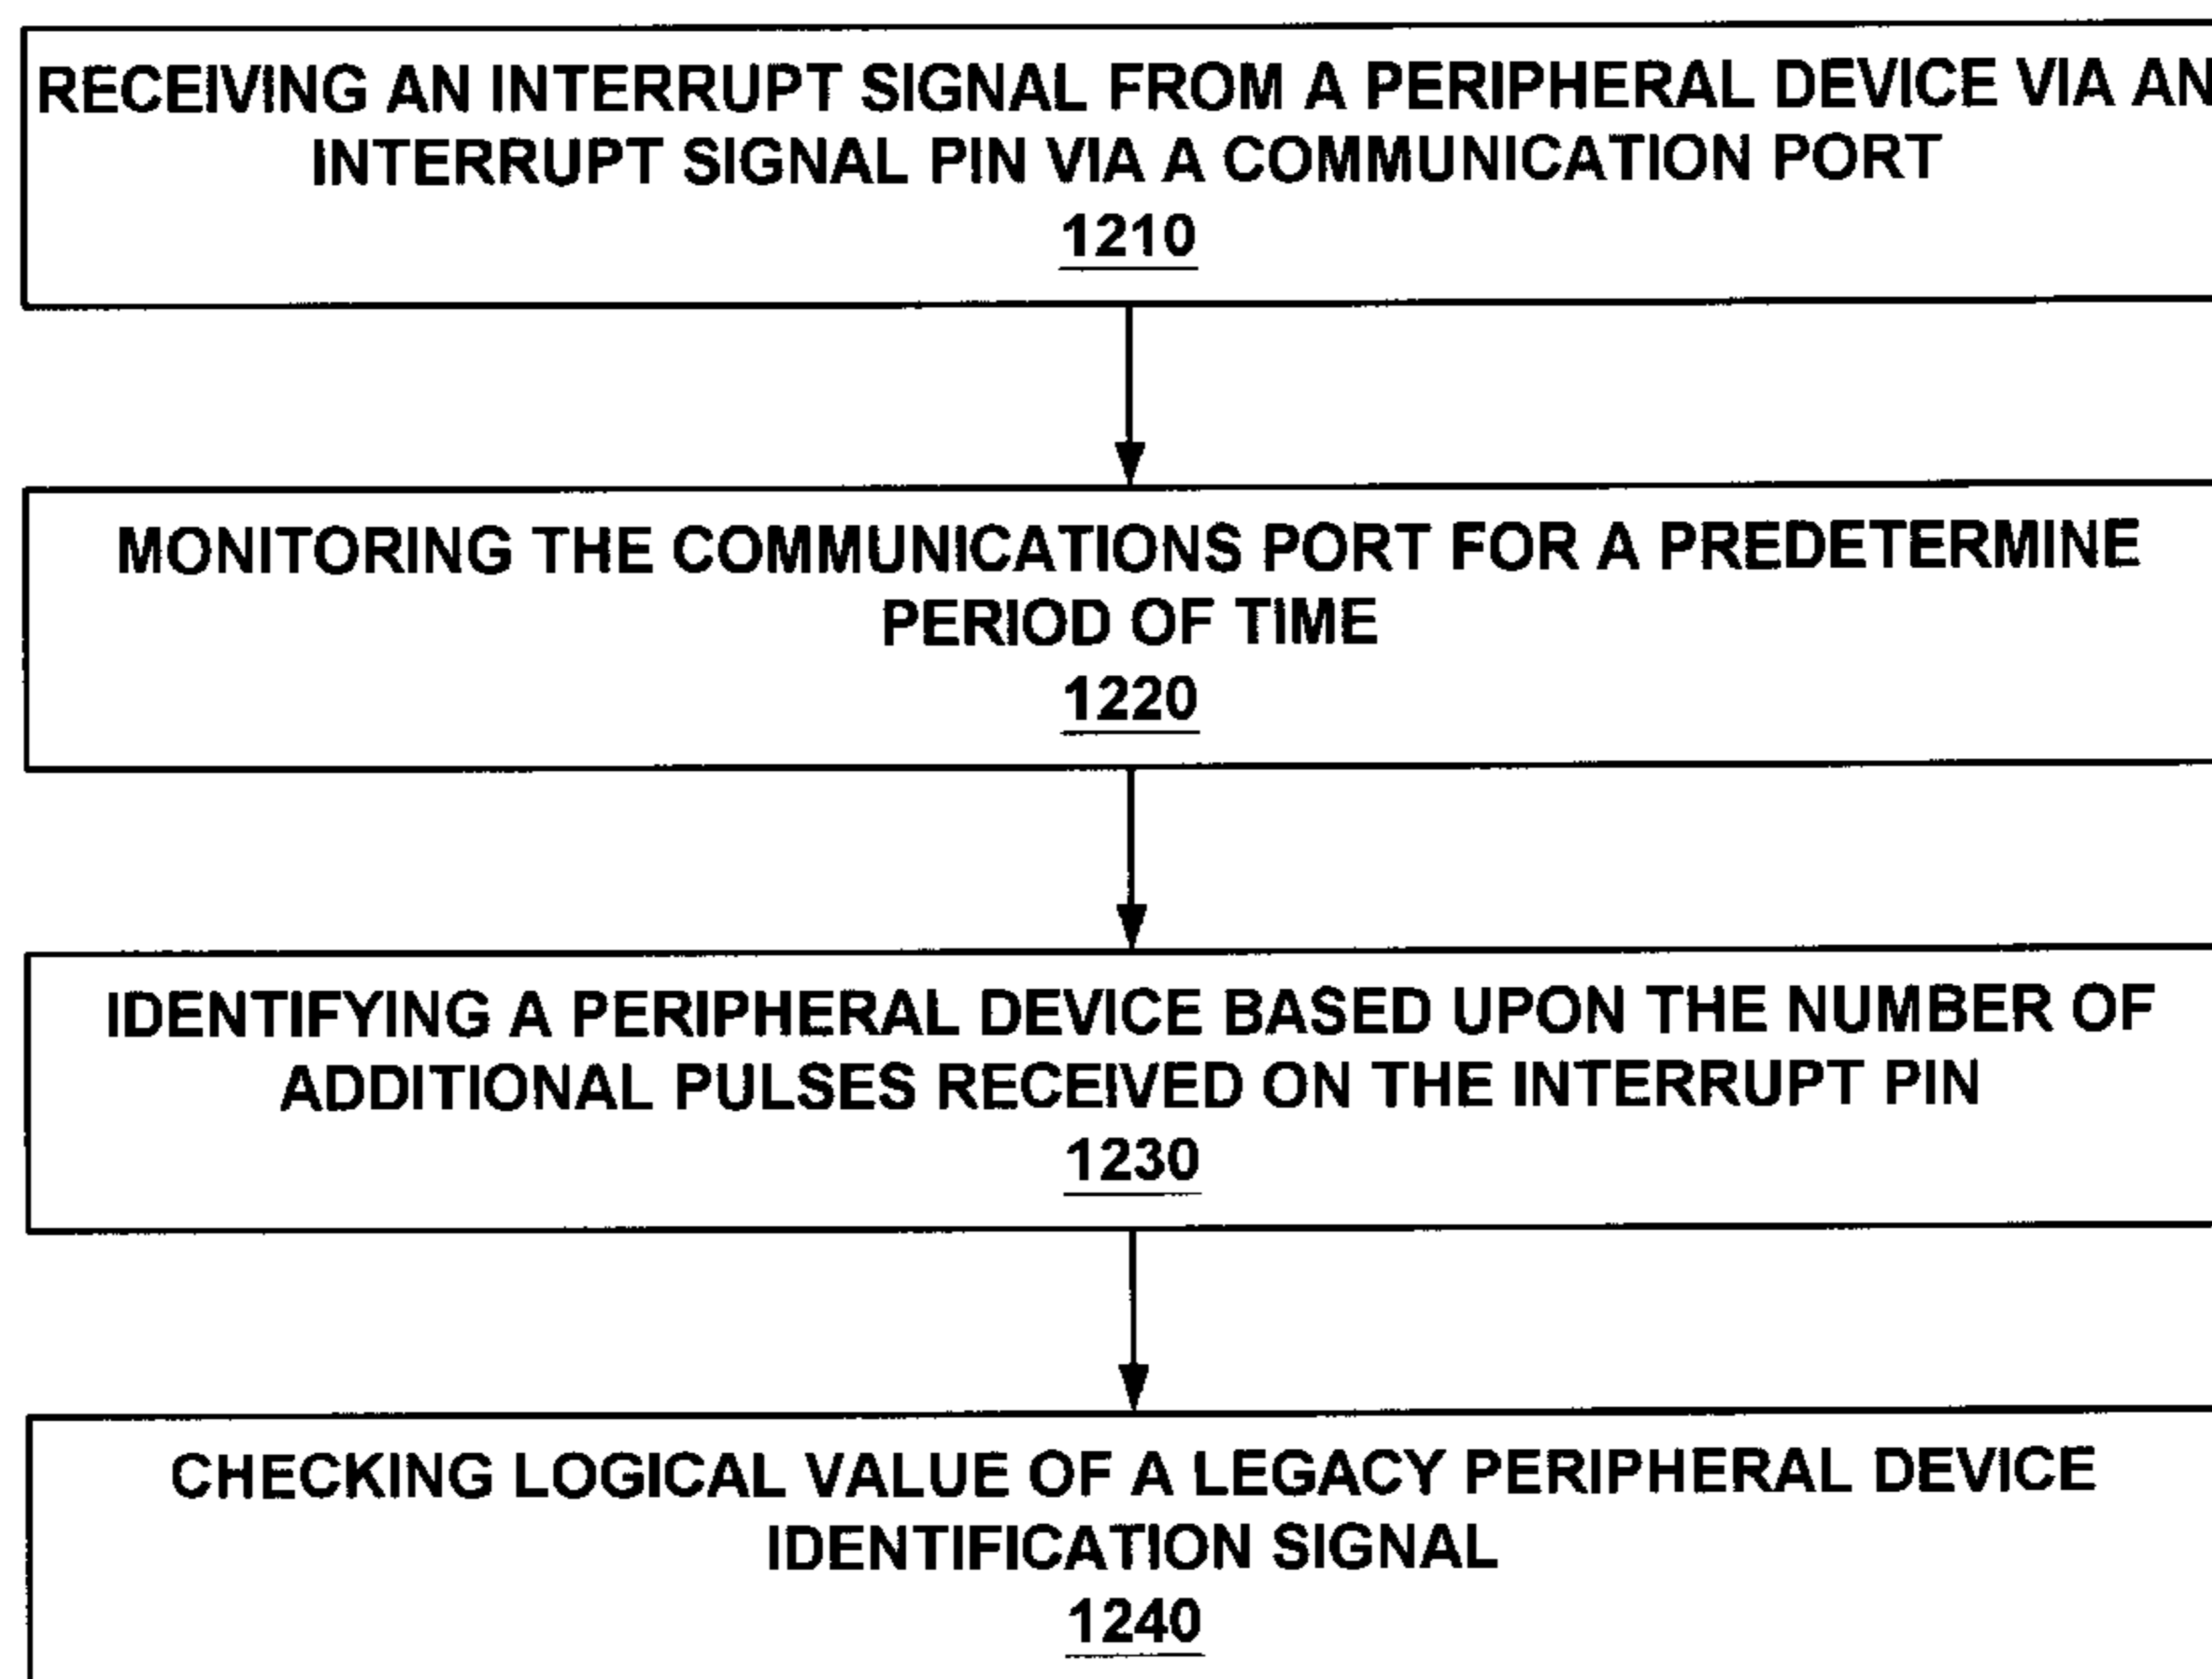 RECEIVING AN INTERRUPT SIGNAL FROM A PERIPHERAL DEVICE VIA AN
INTERRUPT SIGNAL PIN VIA A COMMUNICATION PORT
1210
MONITORING THE COMMUNICATIONS PORT FOR A PREDETERMINE
PERIOD OF TIME
1220
IDENTIFYING A PERIPHERAL DEVICE BASED UPON THE NUMBER OF
ADDITIONAL PULSES RECEIVED ON THE INTERRUPT PIN
1230
CHECKING LOGICAL VALUE OF A LEGACY PERIPHERAL DEVICE
IDENTIFICATION SIGNAL
1240